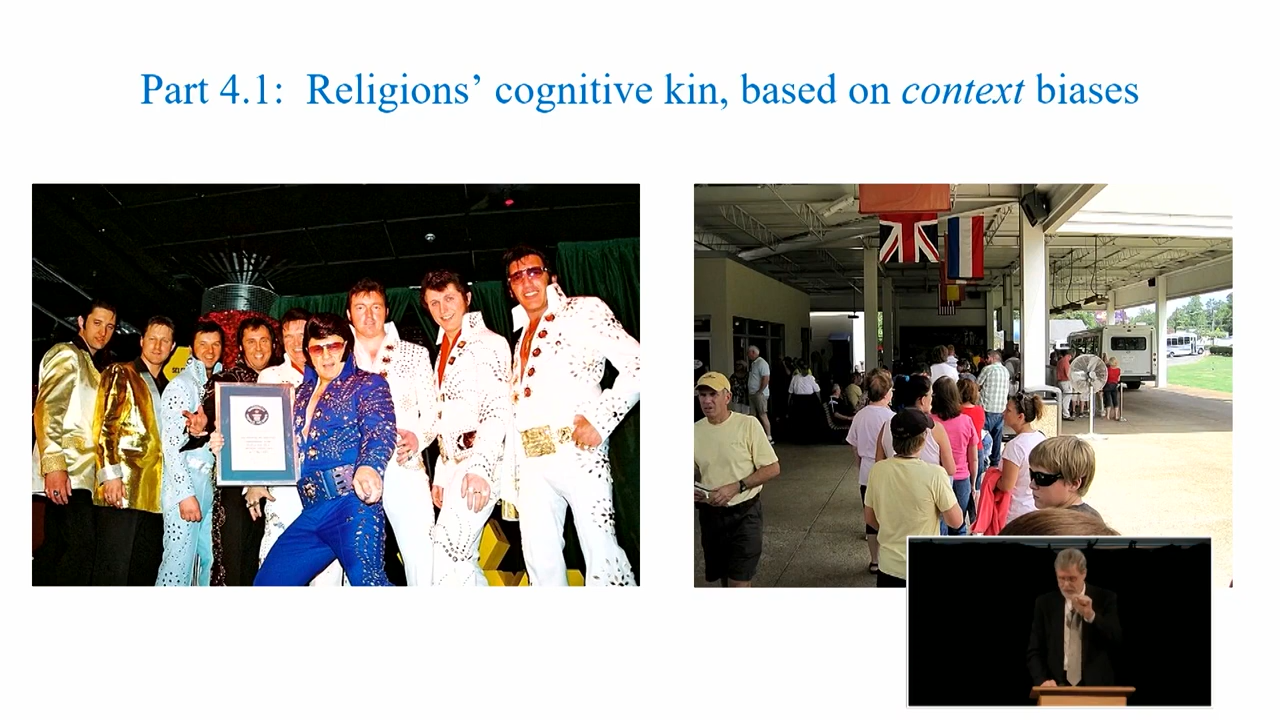 Part 4.1: Religions’ cognitive kin, based on context biases